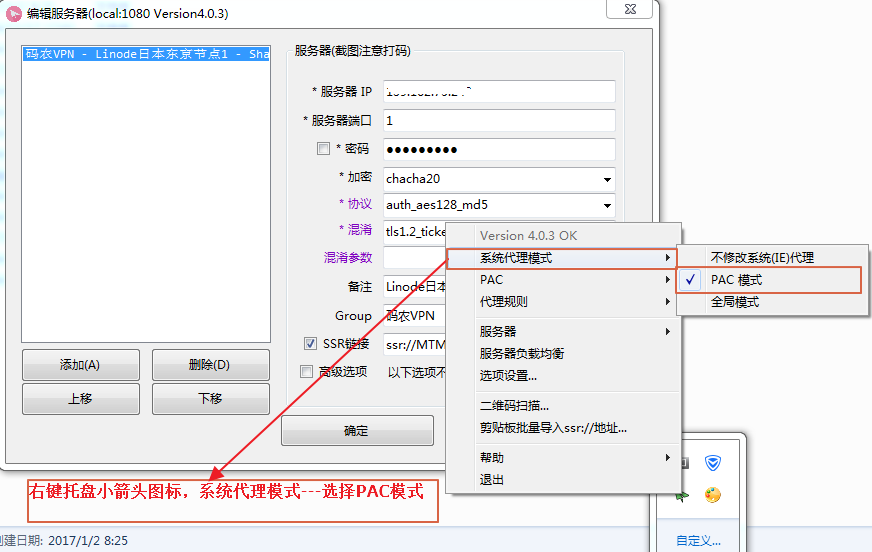 编辑服务器(local:1080 Version4.0.3)
码农VPN - Linode日本东京节点1 - Sha
服务器(截图注意打码)
* 服务器 IP
* 服务器端口
1
* 密码
●●●●●●●●●
* 加密
chacha20
* 协议
auth_aes128_md5
* 混淆
tls1.2_ticke
混淆参数
备注
Linode日本
Group
码农VPN
SSR链接
ssr://MTM
高级选项
以下选项不
添加(A)
删除(D)
上移
下移
确定
Version 4.0.3 OK
系统代理模式
PAC
代理规则
服务器
服务器负载均衡
选项设置...
二维码扫描...
剪贴板批量导入ssr://地址...
帮助
退出
不修改系统(IE)代理
PAC 模式
全局模式
右键托盘小箭头图标，系统代理模式---选择PAC模式
自定义...
创建日期: 2017/1/2 8:25